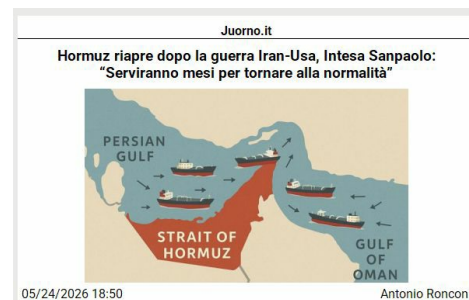 Juorno.it
Hormuz riapre dopo la guerra Iran-Usa, Intesa Sanpaolo:
“Serviranno mesi per tornare alla normalità”
PERSIAN
GULF
STRAIT OF
HORMUZ
GULF
OF
OMAN
05/24/2026 18:50
Antonio Roncon